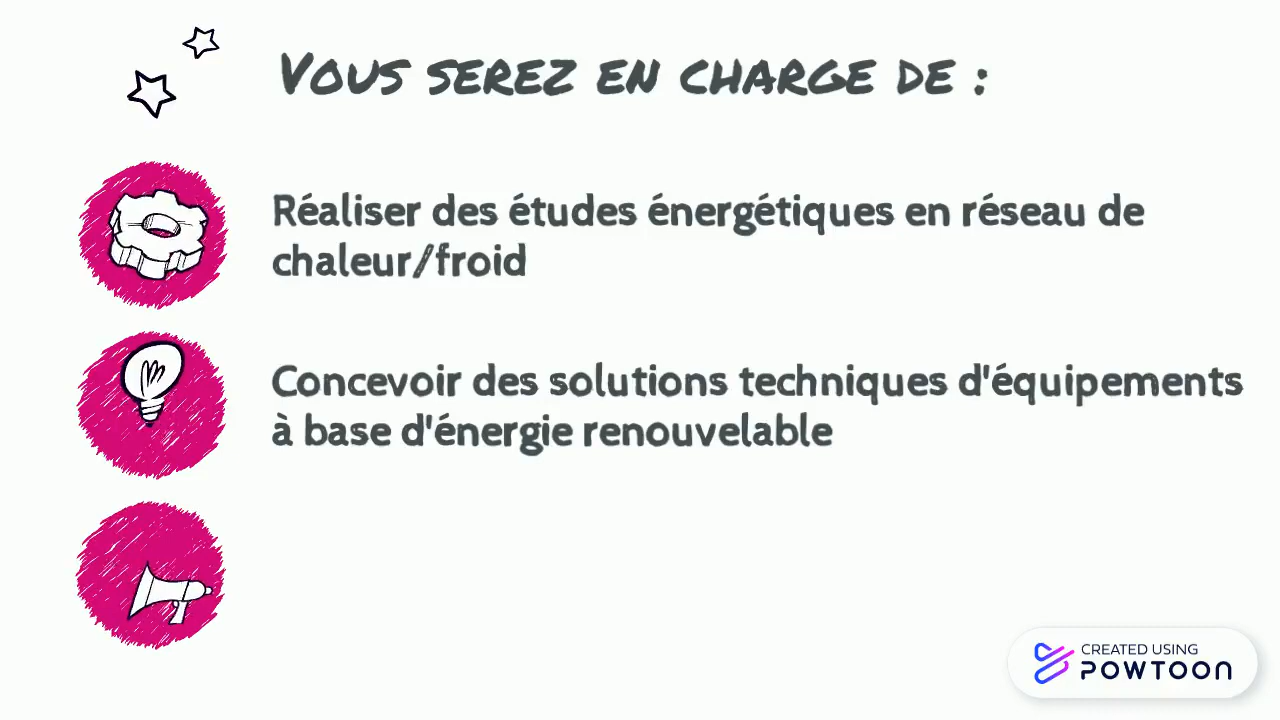 Vous serez en charge de :
Réaliser des études énergétiques en réseau de
chaleur/froid
Concevoir des solutions techniques d'équipements
à base d'énergie renouvelable
CREATED USING
POWTOON